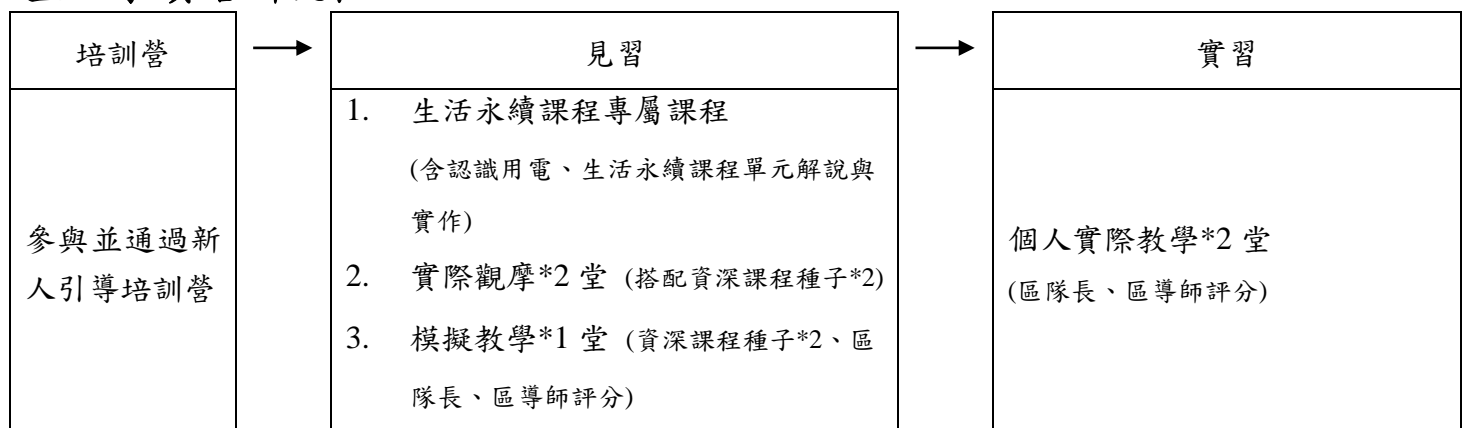 培訓營
見習
實習
參與並通過新
人引導培訓營
1. 生活永續課程專屬課程
(含認識用電、生活永續課程單元解說與
實作)
2. 實際觀摩*2 堂 (搭配資深課程種子*2)
3. 模擬教學*1 堂 (資深課程種子*2、區
隊長、區導師評分)
個人實際教學*2 堂
(區隊長、區導師評分)